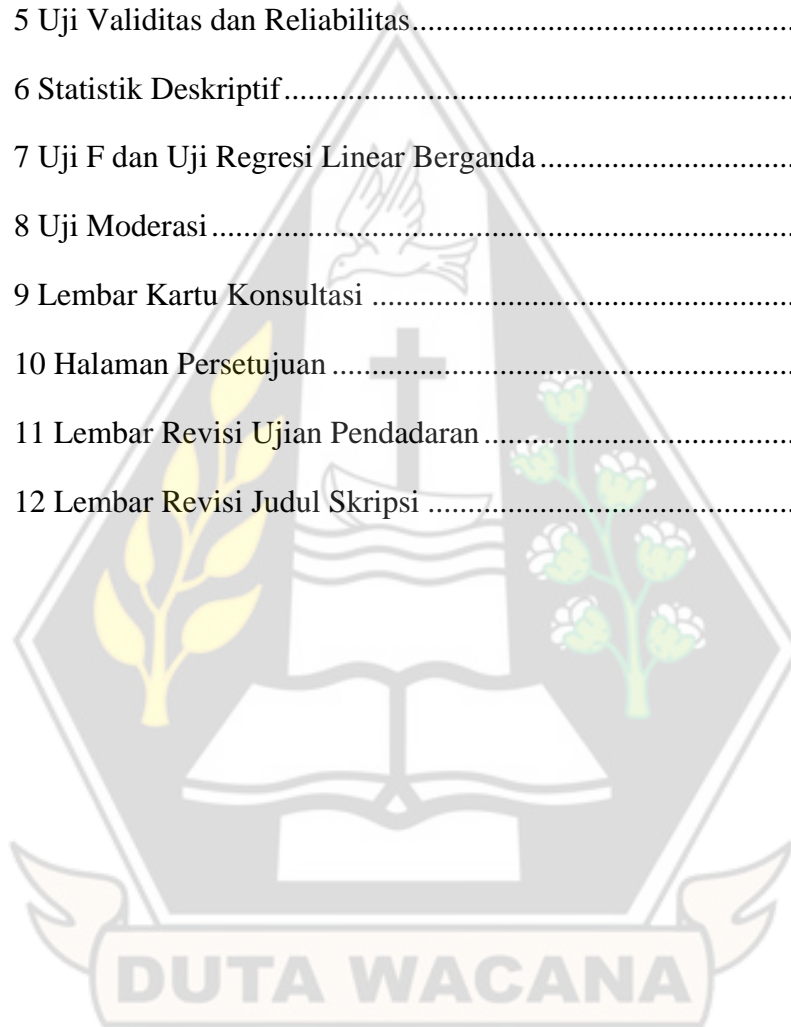 5 Uji Validitas dan Reliabilitas........................................
6 Statistik Deskriptif........................................................
7 Uji F dan Uji Regresi Linear Berganda............................
8 Uji Moderasi..................................................................
9 Lembar Kartu Konsultasi ...............................................
10 Halaman Persetujuan ...................................................
11 Lembar Revisi Ujian Pendadaran..................................
12 Lembar Revisi Judul Skripsi ........................................
DUTA WACANA